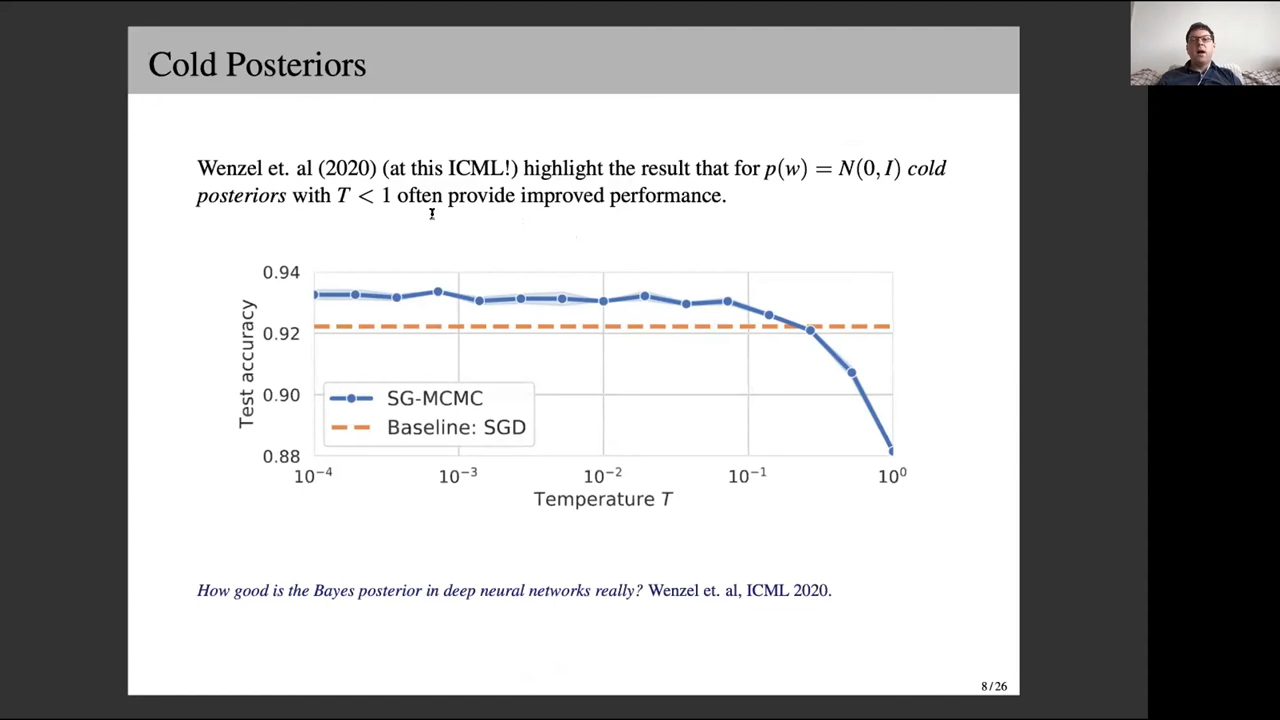 Cold Posteriors
Wenzel et. al (2020) (at this ICML!) highlight the result that for p(w) = N(0, I) cold
posteriors with T < 1 often provide improved performance.
0.94
0.92
0.90
0.88
Test accuracy
SG-MCMC
Baseline: SGD
10⁻⁴ 10⁻³ 10⁻² 10⁻¹ 10⁰
Temperature T
How good is the Bayes posterior in deep neural networks really? Wenzel et. al, ICML 2020.
8 / 26